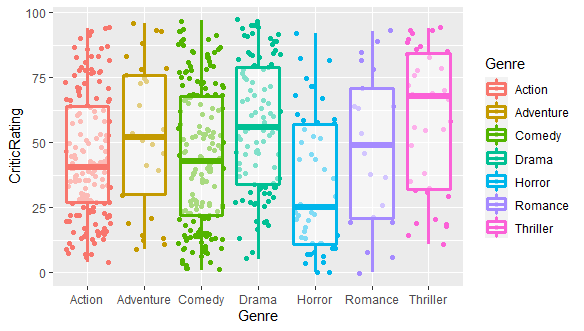 100
75
50
25
0
CriticRating
Action Adventure Comedy Drama Horror Romance Thriller
Genre
Genre
Action
Adventure
Comedy
Drama
Horror
Romance
Thriller